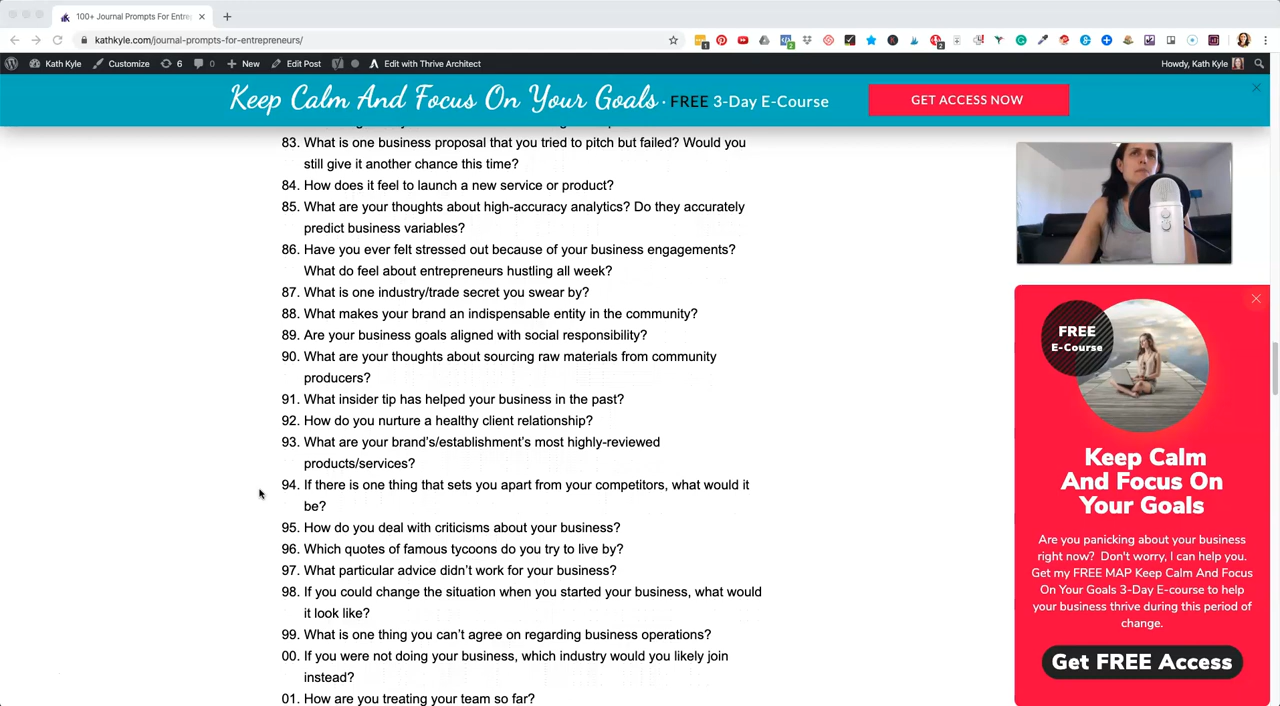 100+ Journal Prompts For Entre
kathkyle.com/journal-prompts-for-entrepreneurs/
Kath Kyle Customize 6 0 New Edit Post Edit with Thrive Architect Howdy, Kath Kyle
Keep Calm And Focus On Your Goals · FREE 3-Day E-Course GET ACCESS NOW
83. What is one business proposal that you tried to pitch but failed? Would you
still give it another chance this time?
84. How does it feel to launch a new service or product?
85. What are your thoughts about high-accuracy analytics? Do they accurately
predict business variables?
86. Have you ever felt stressed out because of your business engagements?
What do feel about entrepreneurs hustling all week?
87. What is one industry/trade secret you swear by?
88. What makes your brand an indispensable entity in the community?
89. Are your business goals aligned with social responsibility?
90. What are your thoughts about sourcing raw materials from community
producers?
91. What insider tip has helped your business in the past?
92. How do you nurture a healthy client relationship?
93. What are your brand's/establishment's most highly-reviewed
products/services?
94. If there is one thing that sets you apart from your competitors, what would it
be?
95. How do you deal with criticisms about your business?
96. Which quotes of famous tycoons do you try to live by?
97. What particular advice didn't work for your business?
98. If you could change the situation when you started your business, what would
it look like?
99. What is one thing you can't agree on regarding business operations?
00. If you were not doing your business, which industry would you likely join
instead?
01. How are you treating your team so far?
FREE
E-Course
Keep Calm
And Focus On
Your Goals
Are you panicking about your business
right now? Don't worry, I can help you.
Get my FREE MAP Keep Calm And Focus
On Your Goals 3-Day E-course to help
your business thrive during this period of
change.
Get FREE Access